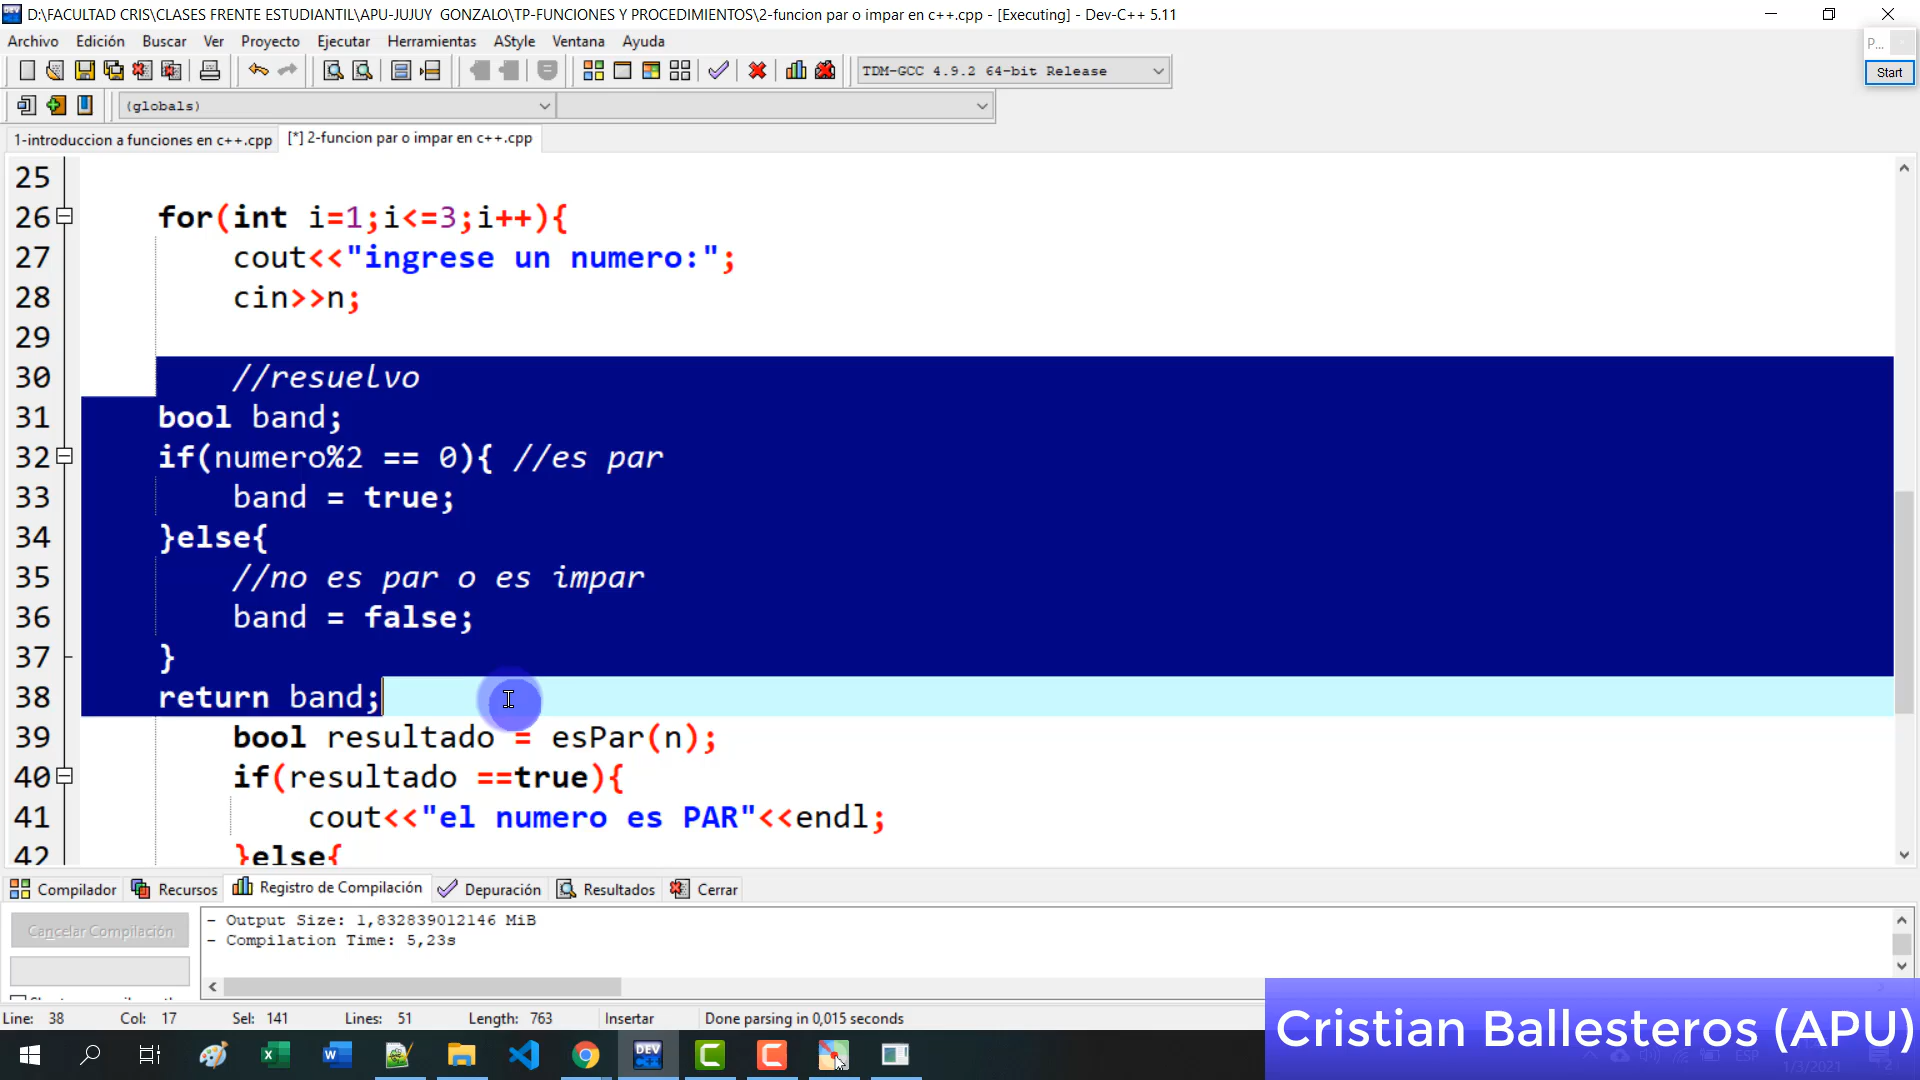 D:\FACULTAD CRIS\CLASES FRENTE ESTUDIANTIL\APU-JUJUY GONZALO\TP-FUNCIONES Y PROCEDIMIENTOS\2-funcion par o impar en c++.cpp - [Executing] - Dev-C++ 5.11
Archivo Edición Buscar Ver Proyecto Ejecutar Herramientas AStyle Ventana Ayuda
P...
Start
TDM-GCC 4.9.2 64-bit Release
(globals)
1-introduccion a funciones en c++.cpp [*] 2-funcion par o impar en c++.cpp
25
26 for(int i=1;i<=3;i++){
27 cout<<"ingrese un numero:";
28 cin>>n;
29
30 //resuelvo
31 bool band;
32 if(numero%2 == 0){ //es par
33 band = true;
34 }else{
35 //no es par o es impar
36 band = false;
37 }
38 return band;
39 bool resultado = esPar(n);
40 if(resultado ==true){
41 cout<<"el numero es PAR"<<endl;
42 }else{
Compilador Recursos Registro de Compilación Depuración Resultados Cerrar
Cancelar Compilación
- Output Size: 1,832839012146 MiB
- Compilation Time: 5,23s
Line: 38 Col: 17 Sel: 141 Lines: 51 Length: 763 Insertar Done parsing in 0,015 seconds
Cristian Ballesteros (APU)
DEV
ESP
1/3/2021